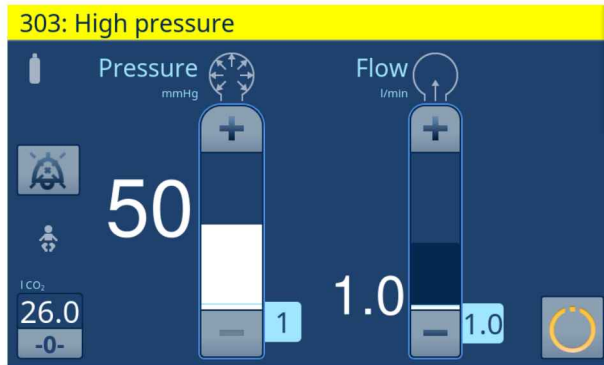 303: High pressure
Pressure
mmHg
Flow
l/min
+
+
50
1.0
1
1.0
l CO₂
26.0
-0-
−
−